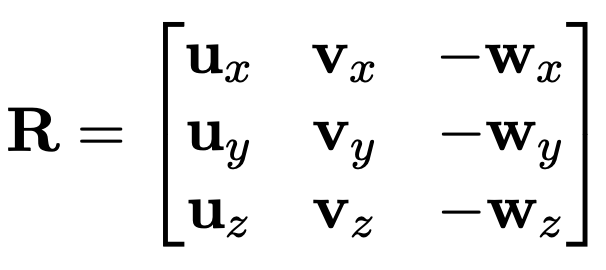 R = [ u_x v_x −w_x
u_y v_y −w_y
u_z v_z −w_z ]